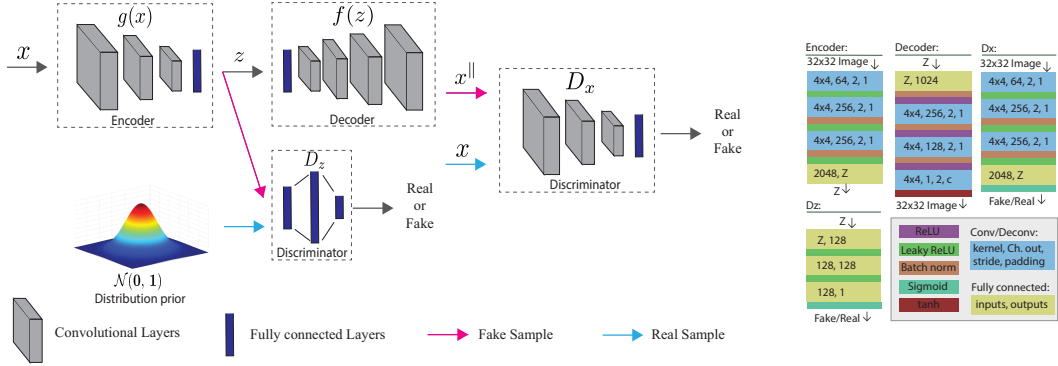 g(x)
f(z)
x
z
x∥
Encoder
Decoder
D_x
Real
or
Fake
Discriminator
x
D_z
Real
or
Fake
Discriminator
𝒩(0, 1)
Distribution prior
Convolutional Layers
Fully connected Layers
Fake Sample
Real Sample
Encoder:
32x32 Image ↓
4x4, 64, 2, 1
4x4, 256, 2, 1
4x4, 256, 2, 1
2048, Z
Z ↓
Decoder:
Z ↓
Z, 1024
4x4, 256, 2, 1
4x4, 128, 2, 1
4x4, 1, 2, c
32x32 Image ↓
Dx:
32x32 Image ↓
4x4, 64, 2, 1
4x4, 256, 2, 1
4x4, 256, 2, 1
2048, Z
Fake/Real ↓
Dz:
Z ↓
Z, 128
128, 128
128, 1
Fake/Real ↓
ReLU
Leaky ReLU
Batch norm
Sigmoid
tanh
Conv/Deconv:
kernel, Ch. out,
stride, padding
Fully connected:
inputs, outputs